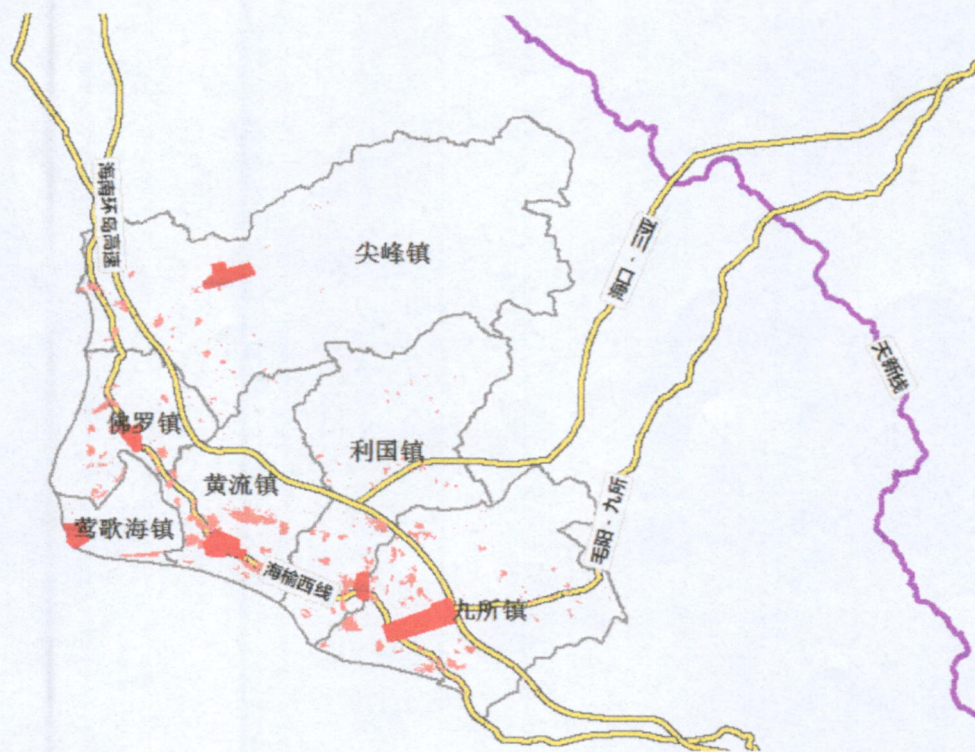 海南环岛高速
尖峰镇
海口-三亚
天新线
佛罗镇
利国镇
黄流镇
毛阳-九所
莺歌海镇
海榆西线
九所镇